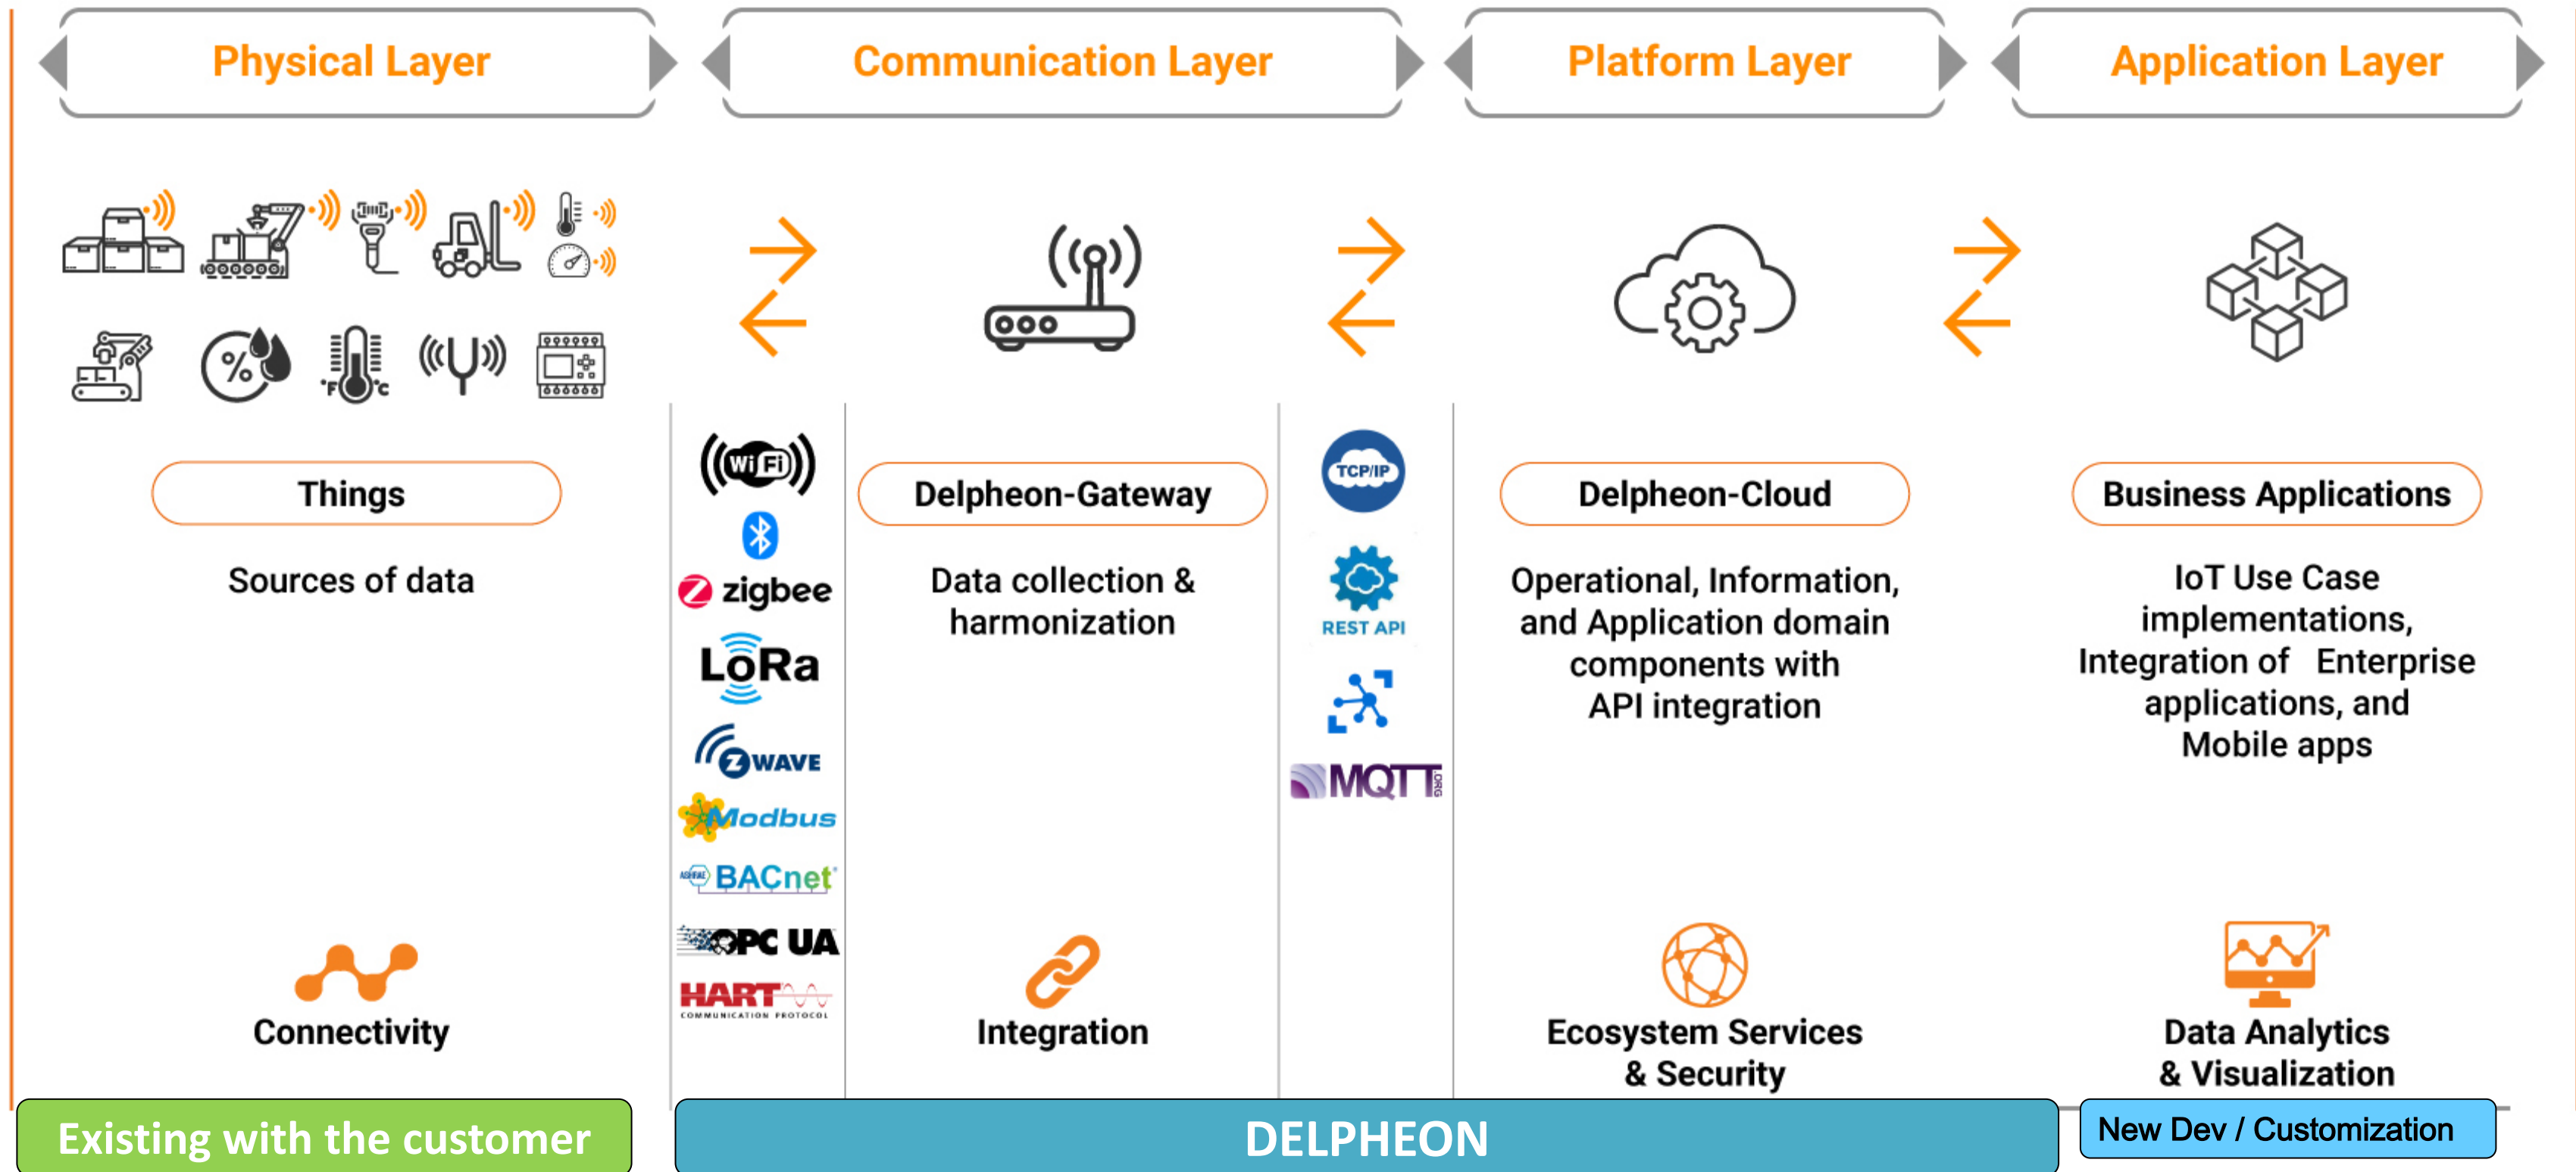 Physical Layer
Communication Layer
Platform Layer
Application Layer
%
°F °C
Things
Sources of data
Connectivity
WiFi
zigbee
LoRa
Z WAVE
Modbus
ASHRAE BACnet
OPC UA
HART
COMMUNICATION PROTOCOL
Delpheon-Gateway
Data collection &
harmonization
Integration
TCP/IP
REST API
MQTT.ORG
Delpheon-Cloud
Operational, Information,
and Application domain
components with
API integration
Ecosystem Services
& Security
Business Applications
IoT Use Case
implementations,
Integration of Enterprise
applications, and
Mobile apps
Data Analytics
& Visualization
Existing with the customer
DELPHEON
New Dev / Customization